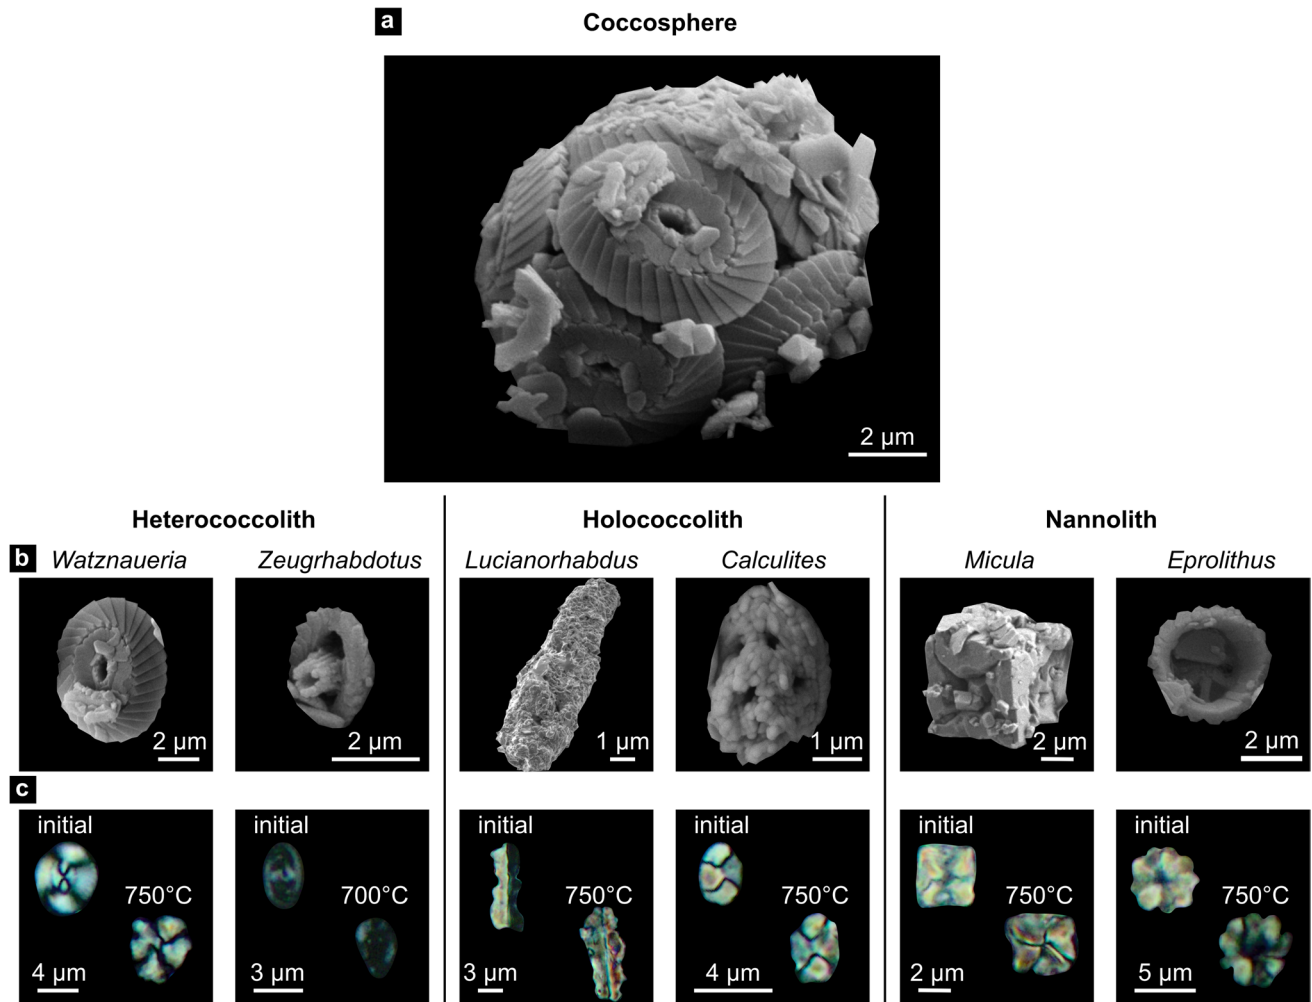 a
Coccosphere
2 µm
Heterococcolith
Holococcolith
Nannolith
b
Watznaueria
Zeugrhabdotus
Lucianorhabdus
Calculites
Micula
Eprolithus
2 µm
2 µm
1 µm
1 µm
2 µm
2 µm
c
initial
750°C
4 µm
initial
700°C
3 µm
initial
750°C
3 µm
initial
750°C
4 µm
initial
750°C
2 µm
initial
750°C
5 µm